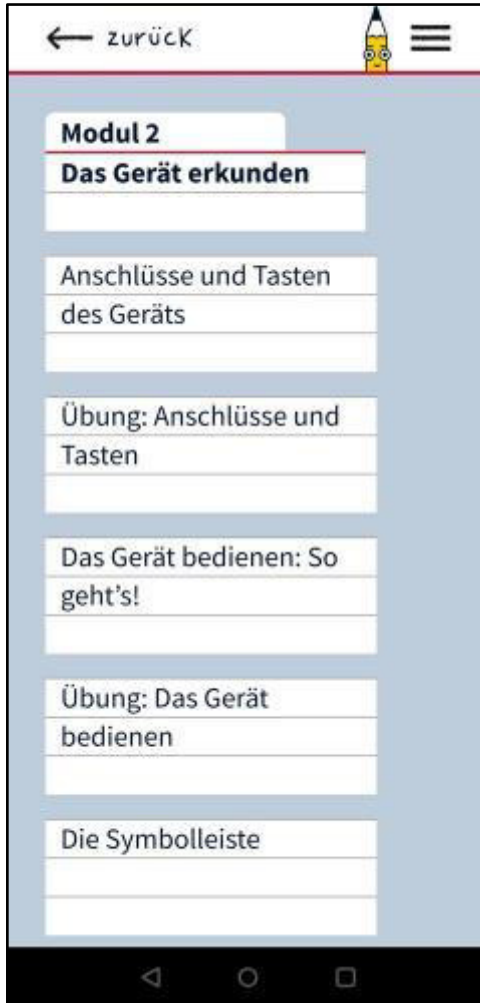 zurück
Modul 2
Das Gerät erkunden
Anschlüsse und Tasten
des Geräts
Übung: Anschlüsse und
Tasten
Das Gerät bedienen: So
geht’s!
Übung: Das Gerät
bedienen
Die Symbolleiste